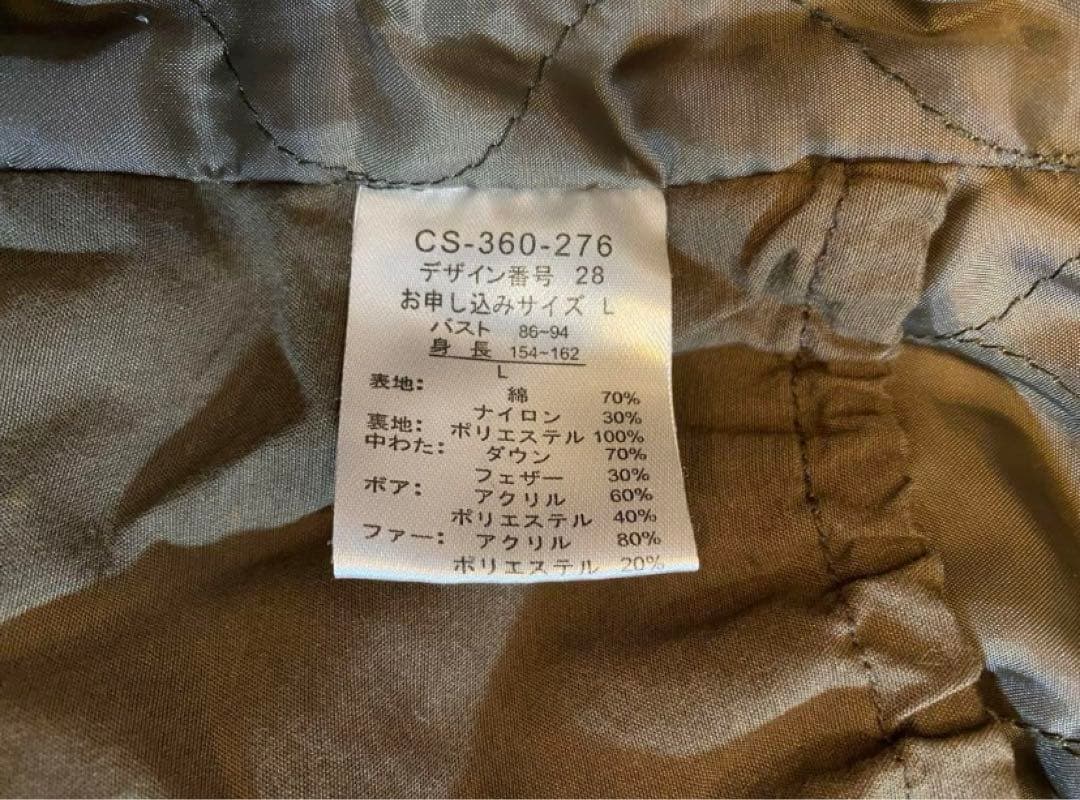 CS-360-276
デザイン番号 28
お申し込みサイズ L
バスト 86~94
身長 154~162
L
表地: 綿 70%
ナイロン 30%
裏地: ポリエステル 100%
中わた: ダウン 70%
フェザー 30%
ボア: アクリル 60%
ポリエステル 40%
ファー: アクリル 80%
ポリエステル 20%